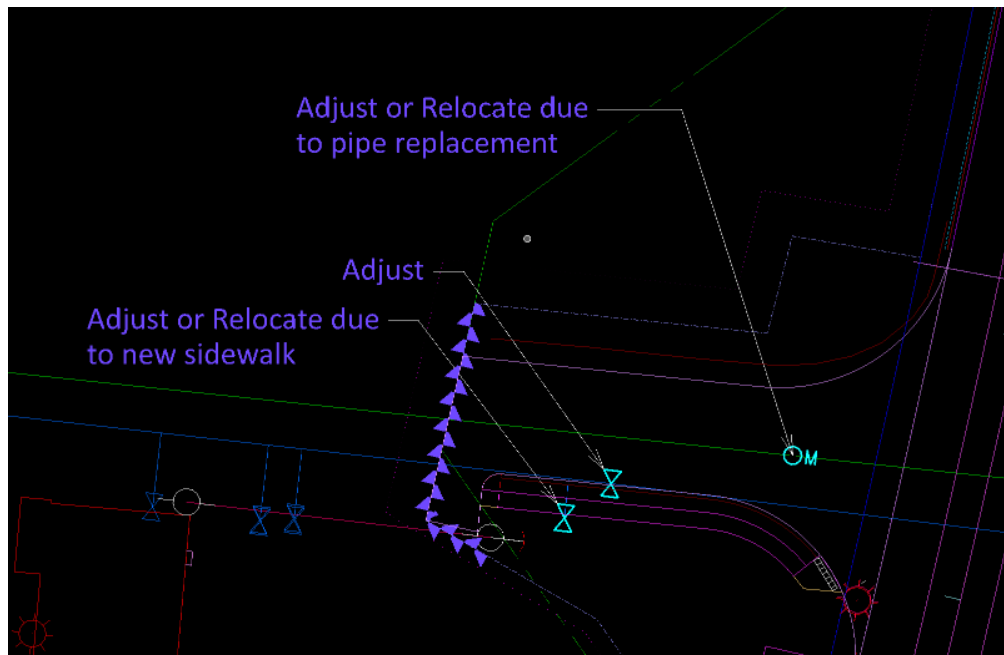 Adjust or Relocate due
to pipe replacement
Adjust
Adjust or Relocate due
to new sidewalk
M